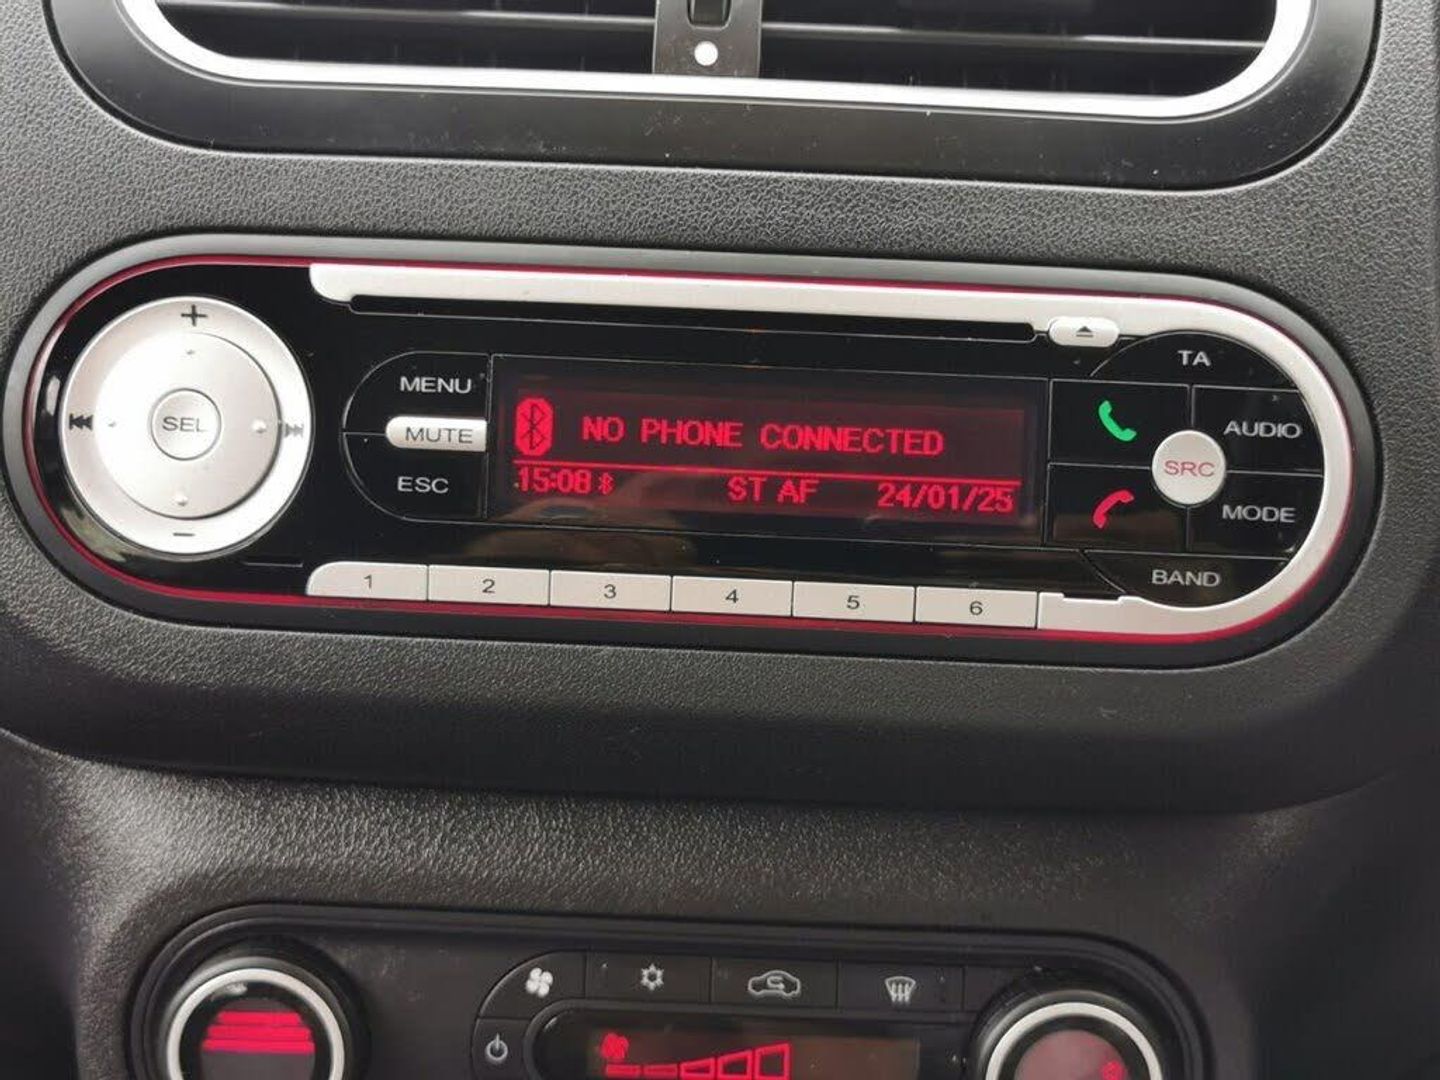 TA
MENU
MUTE
ESC
SEL
+
−
NO PHONE CONNECTED
15:08 ST AF 24/01/25
AUDIO
SRC
MODE
BAND
1 2 3 4 5 6